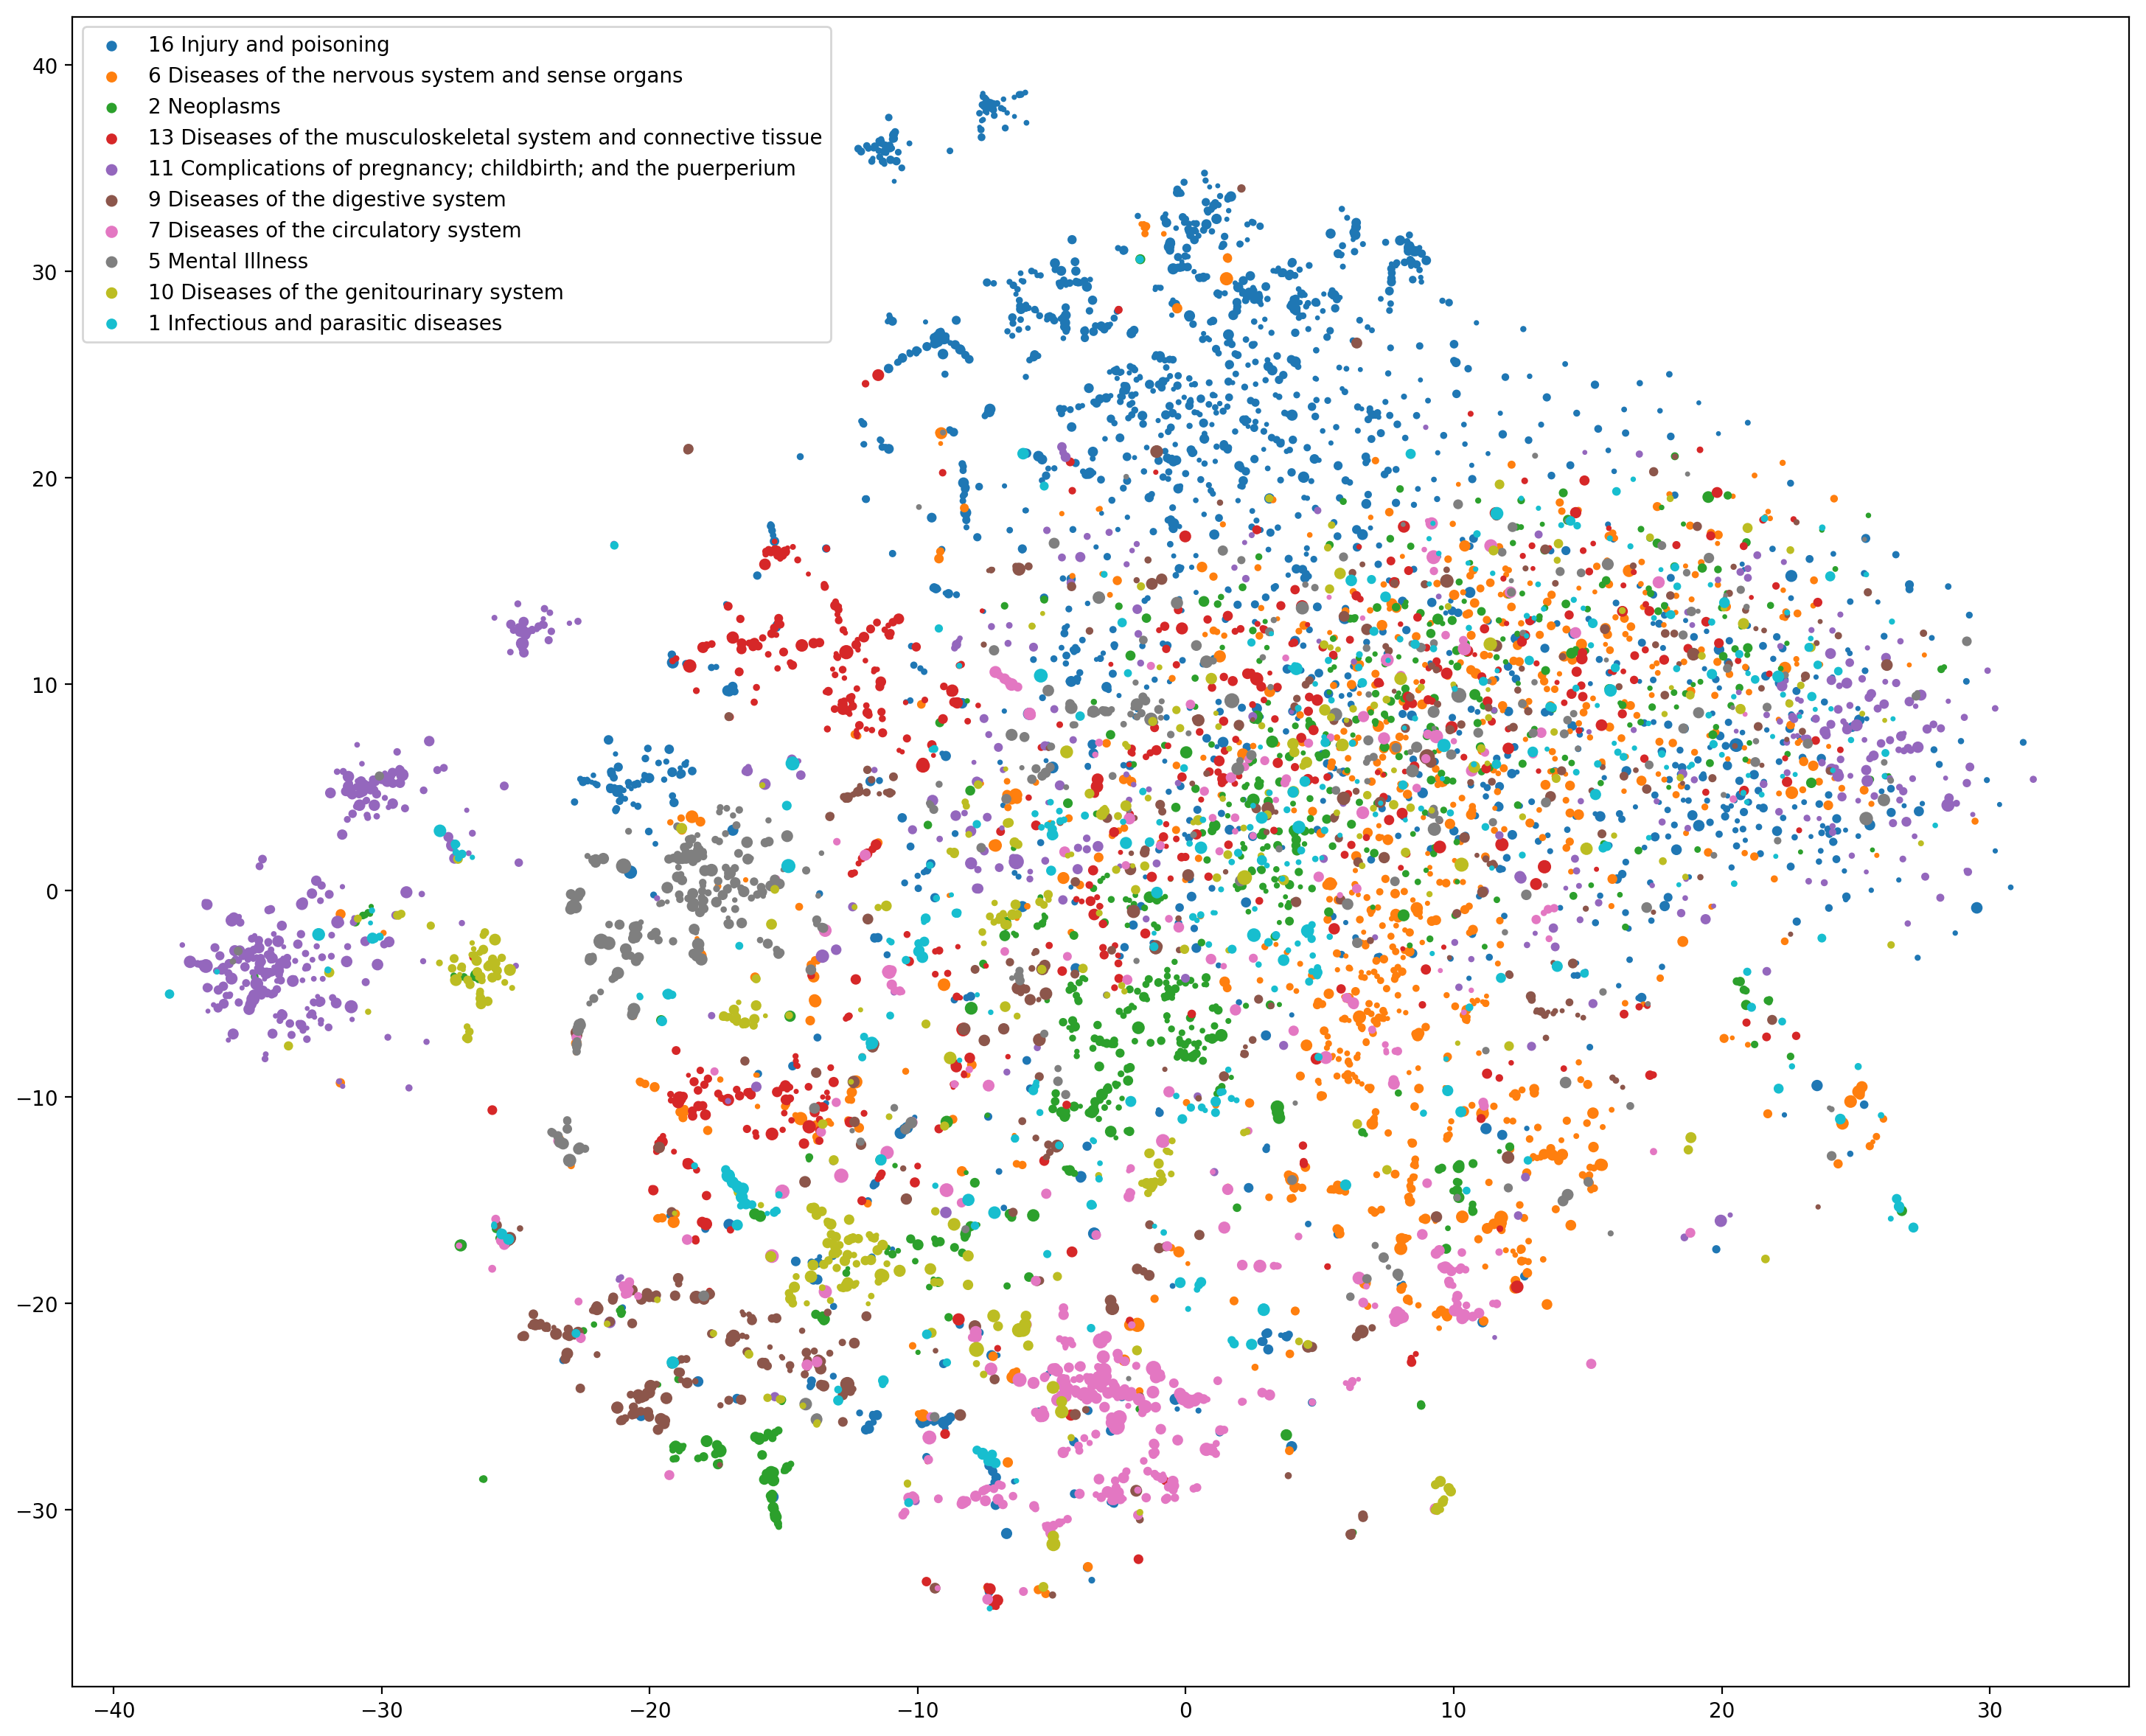 16 Injury and poisoning
6 Diseases of the nervous system and sense organs
2 Neoplasms
13 Diseases of the musculoskeletal system and connective tissue
11 Complications of pregnancy; childbirth; and the puerperium
9 Diseases of the digestive system
7 Diseases of the circulatory system
5 Mental Illness
10 Diseases of the genitourinary system
1 Infectious and parasitic diseases
40
30
20
10
0
−10
−20
−30
−40 −30 −20 −10 0 10 20 30